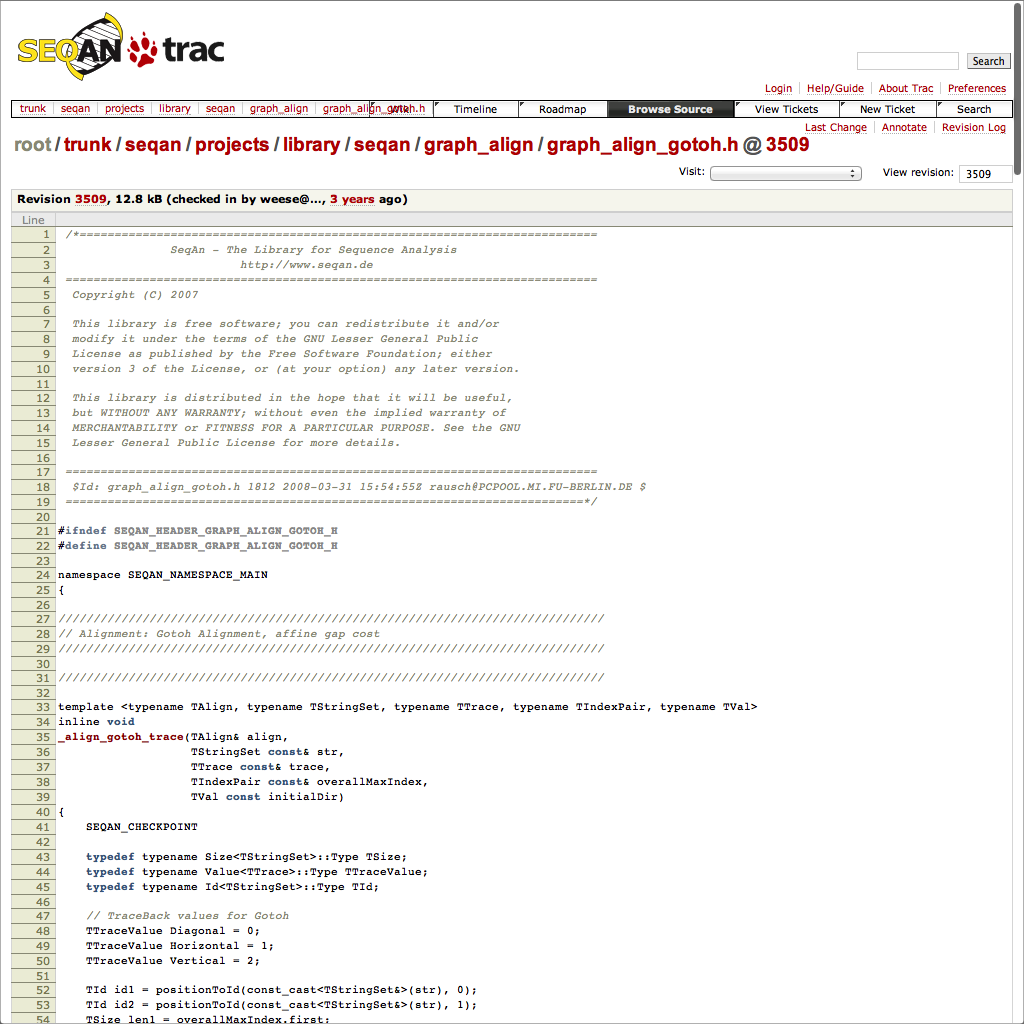 SEQAN trac
Search
Login Help/Guide About Trac Preferences
trunk seqan projects library seqan graph_align graph_align_gotoh.h Wiki Timeline Roadmap Browse Source View Tickets New Ticket Search
Last Change Annotate Revision Log
root/trunk/seqan/projects/library/seqan/graph_align/graph_align_gotoh.h @ 3509
Visit: View revision: 3509
Revision 3509, 12.8 kB (checked in by weese@..., 3 years ago)
Line
1 /*==========================================================================
2 SeqAn - The Library for Sequence Analysis
3 http://www.seqan.de
4 ============================================================================
5 Copyright (C) 2007
6
7 This library is free software; you can redistribute it and/or
8 modify it under the terms of the GNU Lesser General Public
9 License as published by the Free Software Foundation; either
10 version 3 of the License, or (at your option) any later version.
11
12 This library is distributed in the hope that it will be useful,
13 but WITHOUT ANY WARRANTY; without even the implied warranty of
14 MERCHANTABILITY or FITNESS FOR A PARTICULAR PURPOSE. See the GNU
15 Lesser General Public License for more details.
16
17 ============================================================================
18 $Id: graph_align_gotoh.h 1812 2008-03-31 15:54:55Z rausch@PCPOOL.MI.FU-BERLIN.DE $
19 ==========================================================================*/
20
21 #ifndef SEQAN_HEADER_GRAPH_ALIGN_GOTOH_H
22 #define SEQAN_HEADER_GRAPH_ALIGN_GOTOH_H
23
24 namespace SEQAN_NAMESPACE_MAIN
25 {
26
27 //////////////////////////////////////////////////////////////////////////////
28 // Alignment: Gotoh Alignment, affine gap cost
29 //////////////////////////////////////////////////////////////////////////////
30
31 //////////////////////////////////////////////////////////////////////////////
32
33 template <typename TAlign, typename TStringSet, typename TTrace, typename TIndexPair, typename TVal>
34 inline void
35 _align_gotoh_trace(TAlign& align,
36 TStringSet const& str,
37 TTrace const& trace,
38 TIndexPair const& overallMaxIndex,
39 TVal const initialDir)
40 {
41 SEQAN_CHECKPOINT
42
43 typedef typename Size<TStringSet>::Type TSize;
44 typedef typename Value<TTrace>::Type TTraceValue;
45 typedef typename Id<TStringSet>::Type TId;
46
47 // TraceBack values for Gotoh
48 TTraceValue Diagonal = 0;
49 TTraceValue Horizontal = 1;
50 TTraceValue Vertical = 2;
51
52 TId id1 = positionToId(const_cast<TStringSet&>(str), 0);
53 TId id2 = positionToId(const_cast<TStringSet&>(str), 1);
54 TSize len1 = overallMaxIndex.first;